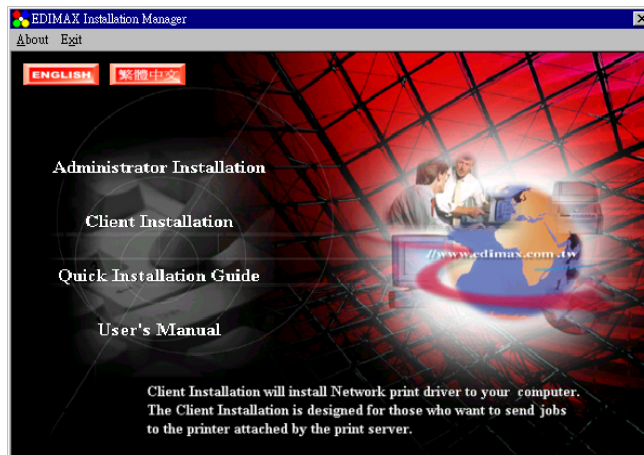 EDIMAX Installation Manager
About Exit
ENGLISH 繁體中文
Administrator Installation
Client Installation
Quick Installation Guide
User's Manual
//www.edimax.com.tw
Client Installation will install Network print driver to your computer.
The Client Installation is designed for those who want to send jobs
to the printer attached by the print server.